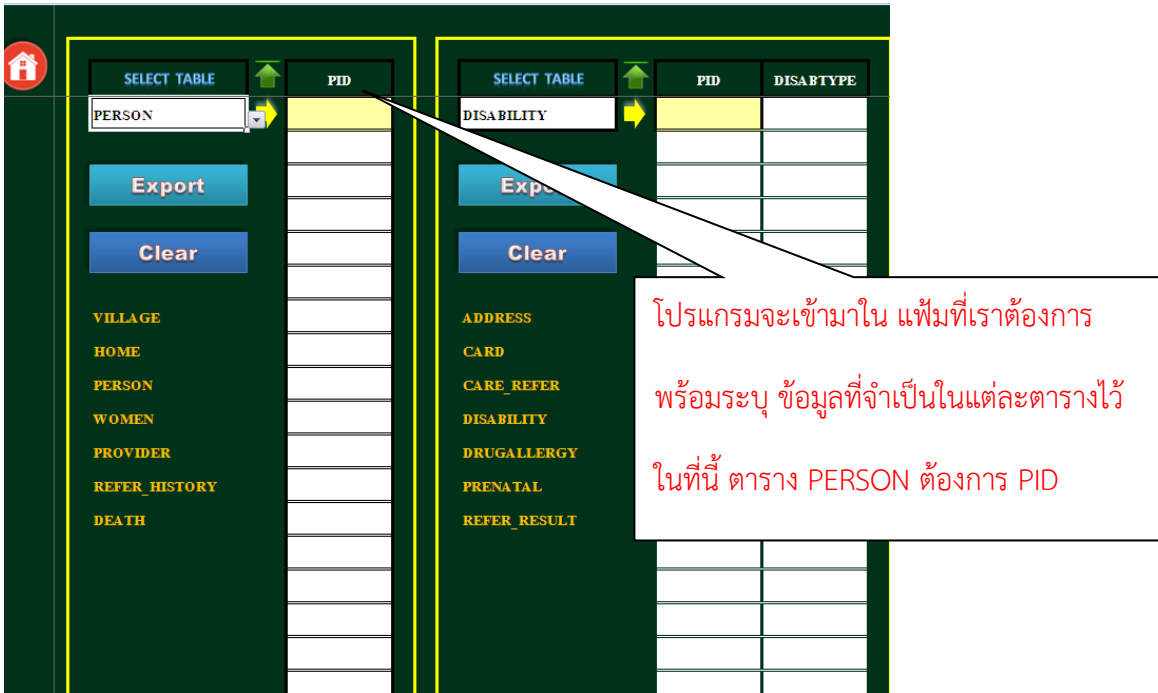 SELECT TABLE
PID
PERSON
Export
Clear
VILLAGE
HOME
PERSON
WOMEN
PROVIDER
REFER_HISTORY
DEATH
SELECT TABLE
PID
DISABTYPE
DISABILITY
Expo
Clear
ADDRESS
CARD
CARE_REFER
DISABILITY
DRUGALLERGY
PRENATAL
REFER_RESULT
โปรแกรมจะเข้ามาใน แฟ้มที่เราต้องการ
พร้อมระบุ ข้อมูลที่จำเป็นในแต่ละตารางไว้
ในที่นี้ ตาราง PERSON ต้องการ PID